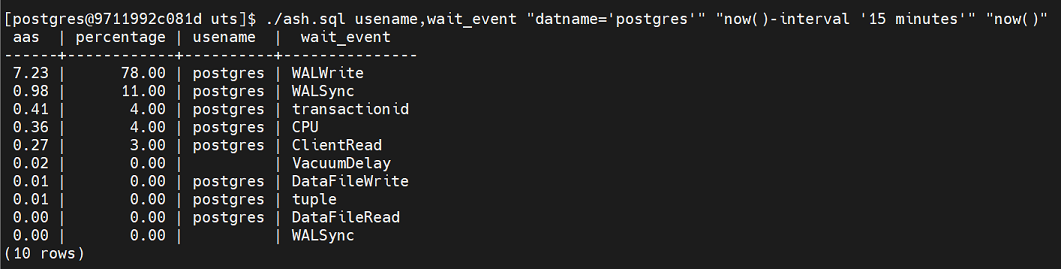 [postgres@9711992c081d uts]$ ./ash.sql usename,wait_event "datname='postgres'" "now()-interval '15 minutes'" "now()"
 aas  | percentage | usename  |  wait_event
------+------------+----------+---------------
 7.23 |      78.00 | postgres | WALWrite
 0.98 |      11.00 | postgres | WALSync
 0.41 |       4.00 | postgres | transactionid
 0.36 |       4.00 | postgres | CPU
 0.27 |       3.00 | postgres | ClientRead
 0.02 |       0.00 |          | VacuumDelay
 0.01 |       0.00 | postgres | DataFileWrite
 0.01 |       0.00 | postgres | tuple
 0.00 |       0.00 | postgres | DataFileRead
 0.00 |       0.00 |          | WALSync
(10 rows)